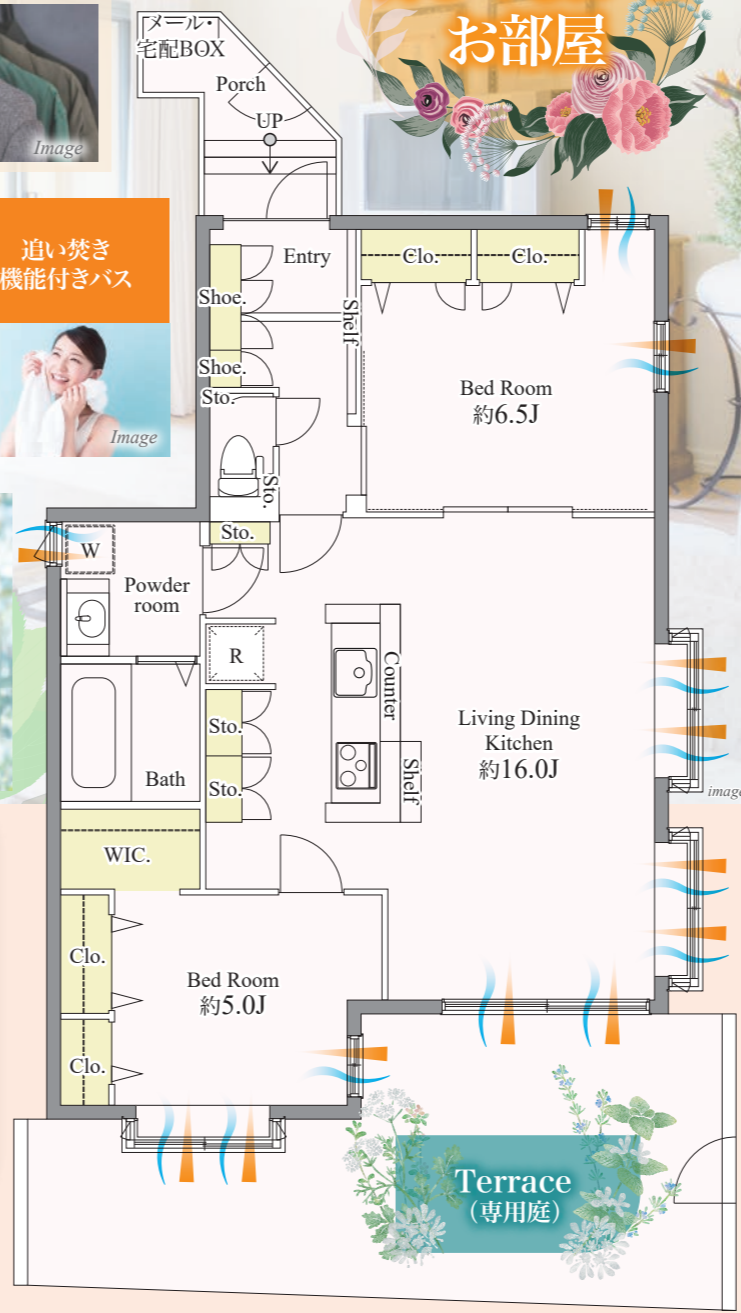 お部屋
Image
メール・
宅配BOX
Porch
UP
追い焚き
機能付きバス
Image
Entry
Clo.
Clo.
Shoe.
Shelf
Shoe.
Sto.
Bed Room
約6.5J
Sto.
Sto.
W
Powder
room
R
Counter
Living Dining
Kitchen
約16.0J
Sto.
Bath
Sto.
Shelf
image
WIC.
Clo.
Bed Room
約5.0J
Clo.
Terrace
(専用庭)